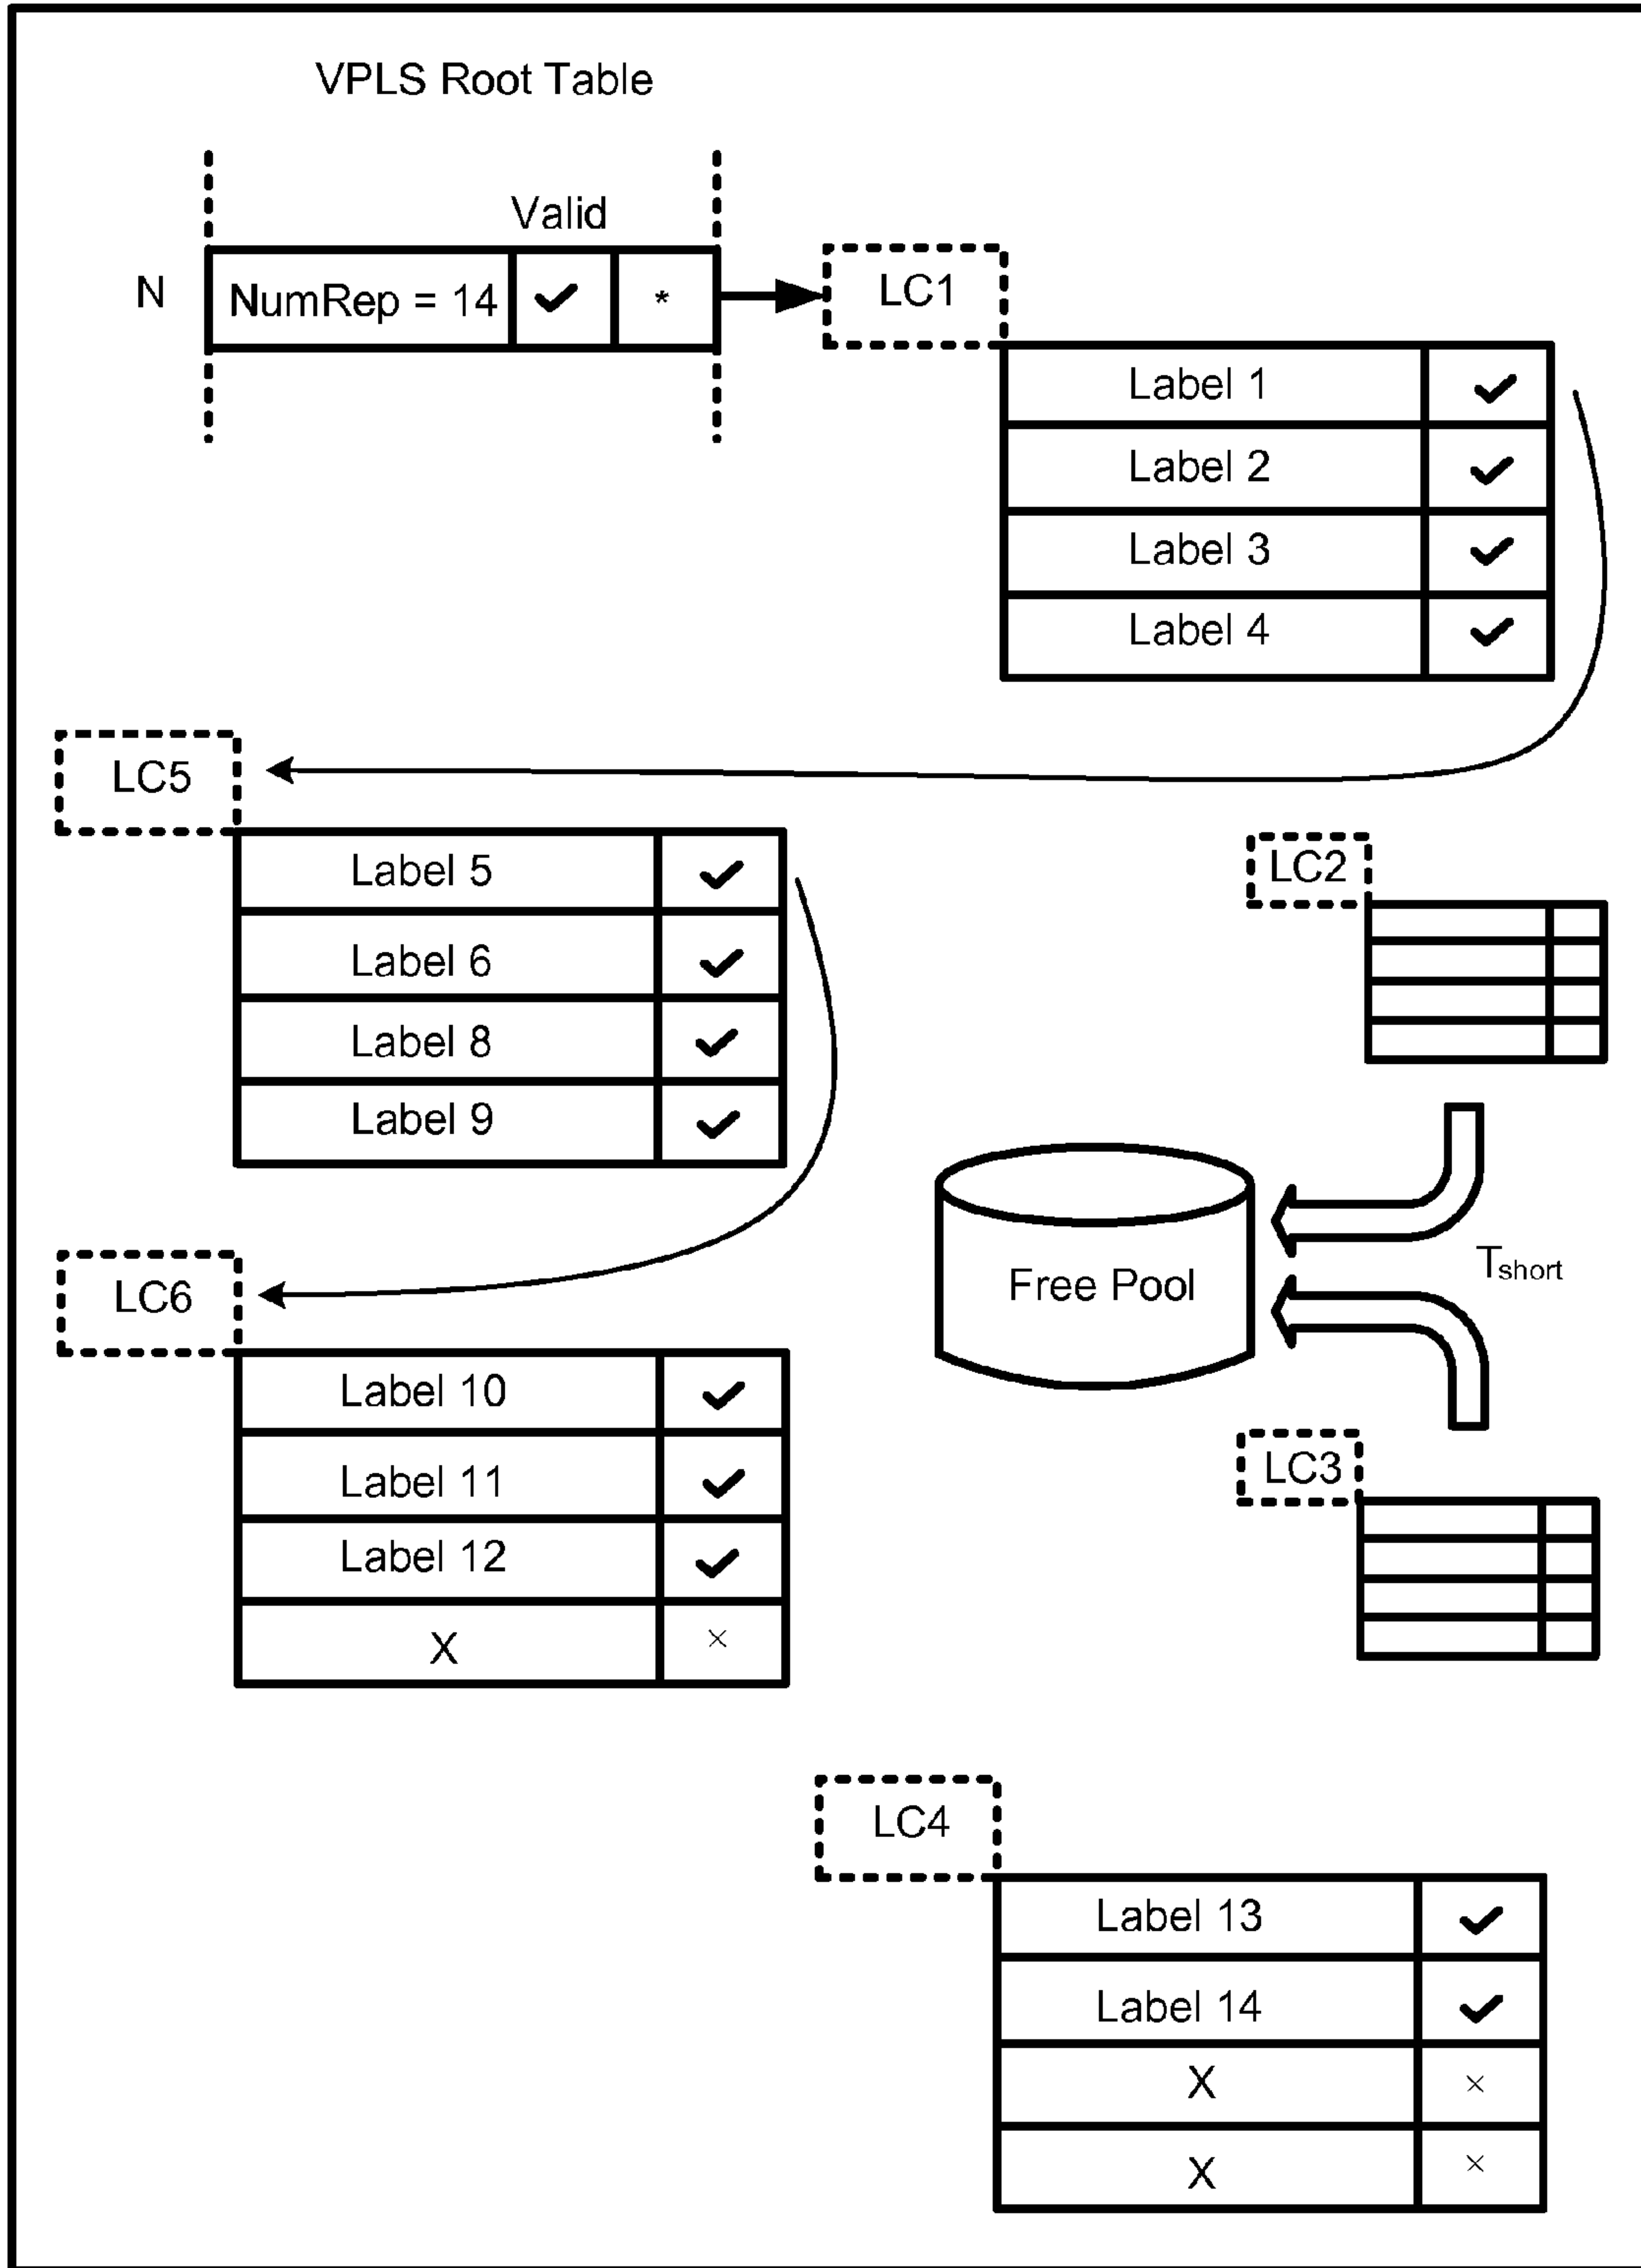 VPLS Root Table
Valid
N
NumRep = 14
*
LC1
Label 1
Label 2
Label 3
Label 4
LC5
Label 5
Label 6
Label 8
Label 9
LC2
Free Pool
Tshort
LC6
Label 10
Label 11
Label 12
X ×
LC3
LC4
Label 13
Label 14
X ×
X ×